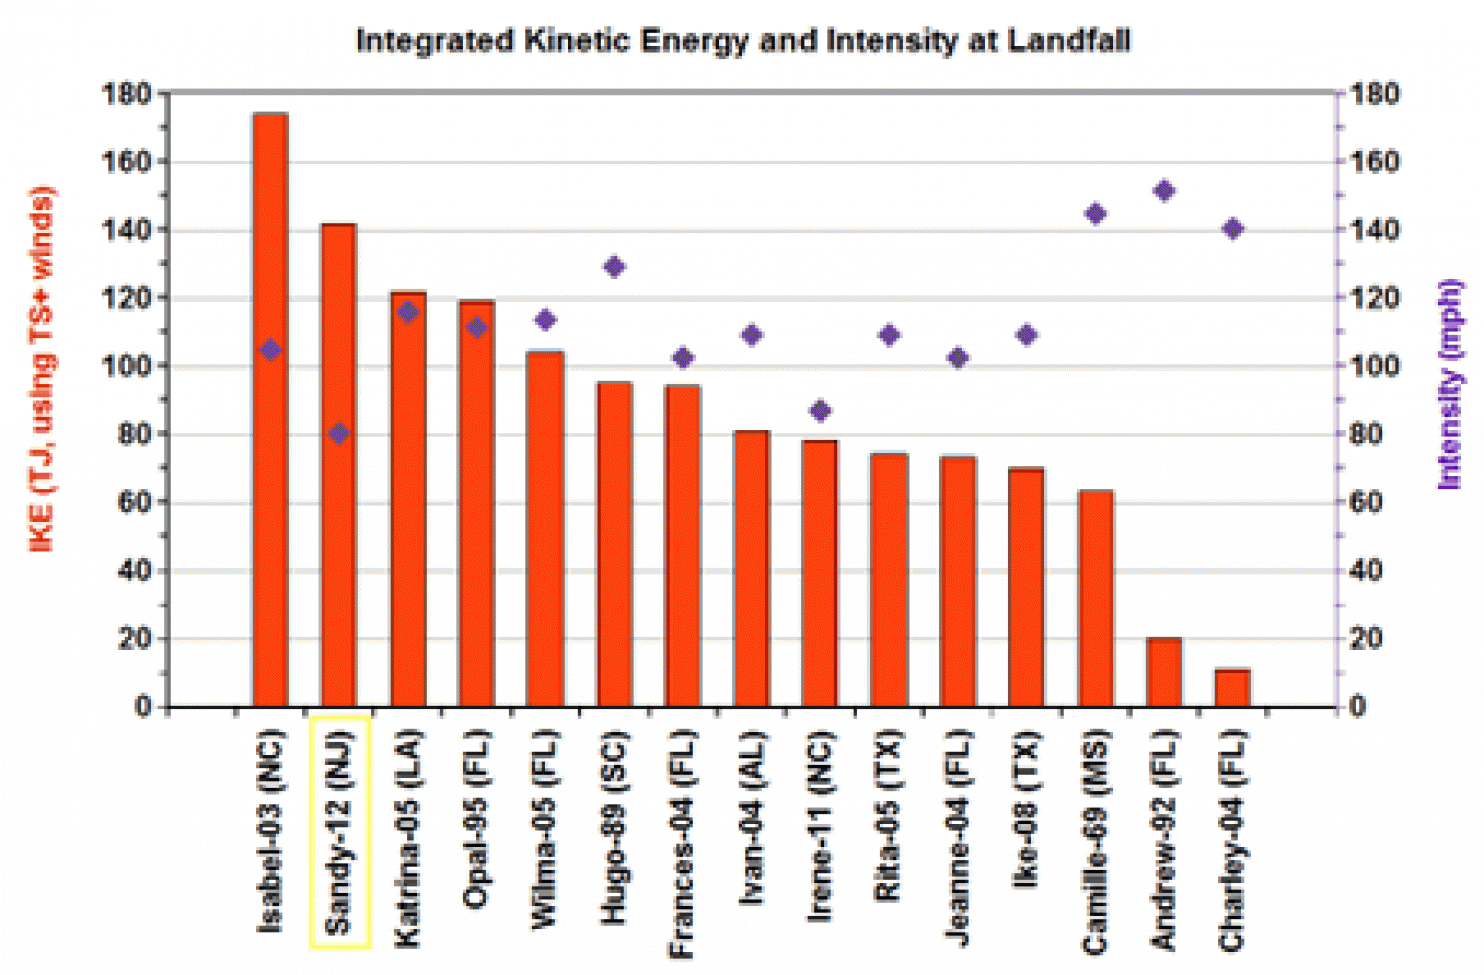 Integrated Kinetic Energy and Intensity at Landfall
180
160
140
120
100
80
60
40
20
0
IKE (TJ, using TS+ winds)
180
160
140
120
100
80
60
40
20
0
Intensity (mph)
Isabel-03 (NC)
Sandy-12 (NJ)
Katrina-05 (LA)
Opal-95 (FL)
Wilma-05 (FL)
Hugo-89 (SC)
Frances-04 (FL)
Ivan-04 (AL)
Irene-11 (NC)
Rita-05 (TX)
Jeanne-04 (FL)
Ike-08 (TX)
Camille-69 (MS)
Andrew-92 (FL)
Charley-04 (FL)